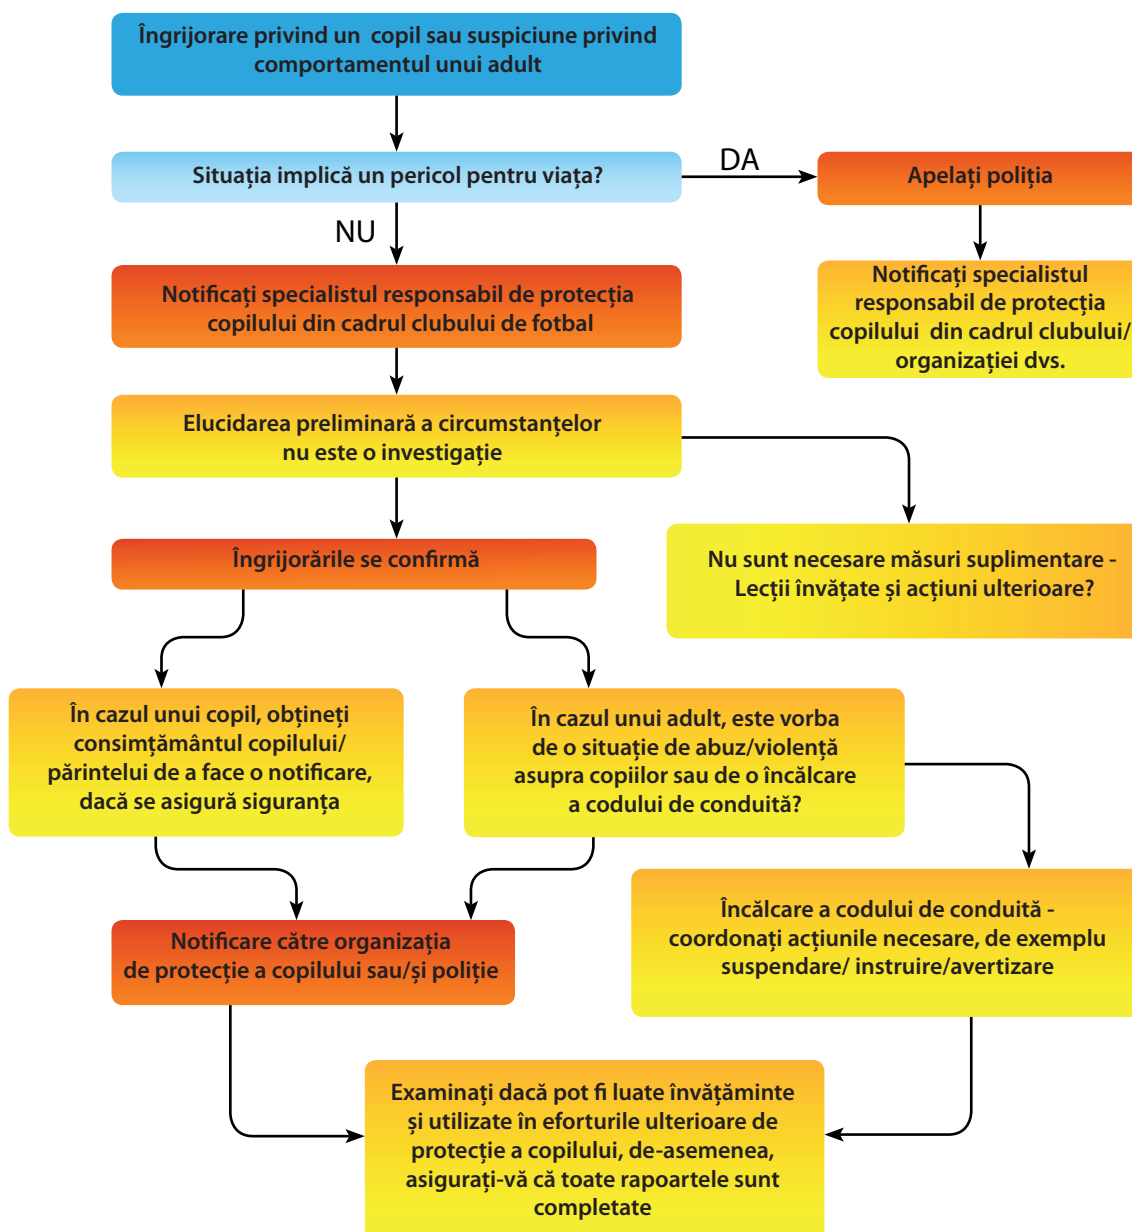 Îngrijorare privind un copil sau suspiciune privind
comportamentul unui adult
Situația implică un pericol pentru viața?
DA
Apelați poliția
NU
Notificați specialistul responsabil de protecția
copilului din cadrul clubului de fotbal
Notificați specialistul
responsabil de protecția
copilului din cadrul clubului/
organizației dvs.
Elucidarea preliminară a circumstanțelor
nu este o investigație
Nu sunt necesare măsuri suplimentare -
Lecții învățate și acțiuni ulterioare?
Îngrijorările se confirmă
În cazul unui copil, obțineți
consimțământul copilului/
părintelui de a face o notificare,
dacă se asigură siguranța
În cazul unui adult, este vorba
de o situație de abuz/violență
asupra copiilor sau de o încălcare
a codului de conduită?
Încălcare a codului de conduită -
coordonați acțiunile necesare, de exemplu
suspendare/ instruire/avertizare
Notificare către organizația
de protecție a copilului sau/și poliție
Examinați dacă pot fi luate învățăminte
și utilizate în eforturile ulterioare de
protecție a copilului, de-asemenea,
asigurați-vă că toate rapoartele sunt
completate